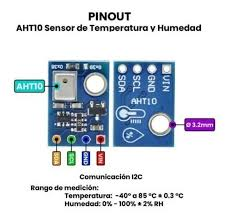 PINOUT
AHT10 Sensor de Temperatura y Humedad
SDA SCL GND VIN
AHT10
AHT10
Ø 3.2mm
SDA SCL GND VIN
Comunicación I2C
Rango de medición:
Temperatura: -40° a 85 °C * 0.3 °C
Humedad: 0% - 100% * 2% RH